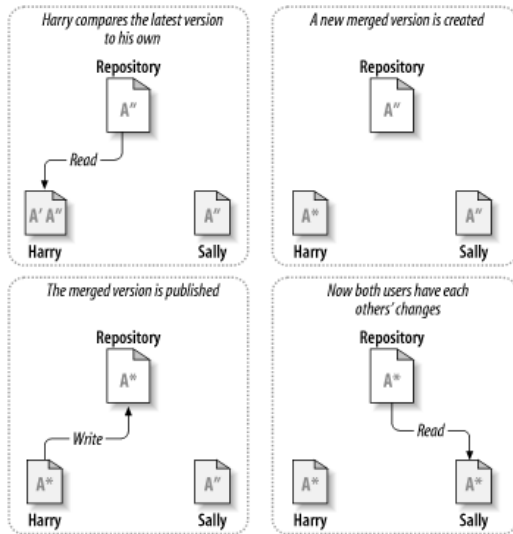 Harry compares the latest version
to his own
Repository
A″
Read
A′ A″
A″
Harry
Sally
A new merged version is created
Repository
A″
A*
A″
Harry
Sally
The merged version is published
Repository
A*
Write
A*
A″
Harry
Sally
Now both users have each
others’ changes
Repository
A*
Read
A*
A*
Harry
Sally